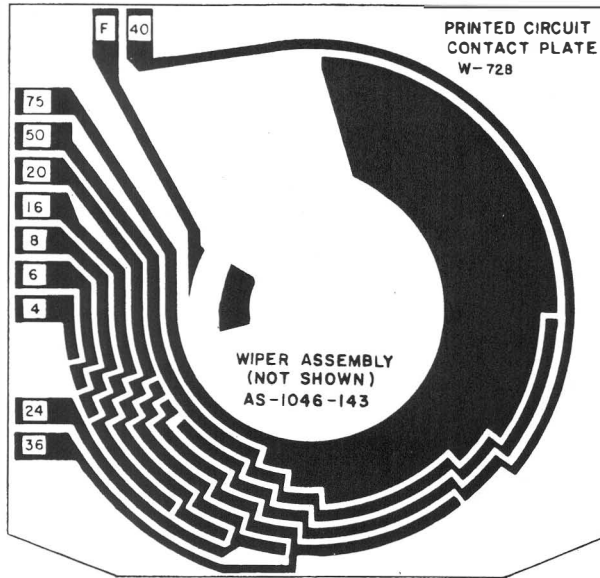 F
40
PRINTED CIRCUIT
CONTACT PLATE
W-728
75
50
20
16
8
6
4
24
36
WIPER ASSEMBLY
(NOT SHOWN)
AS-1046-143